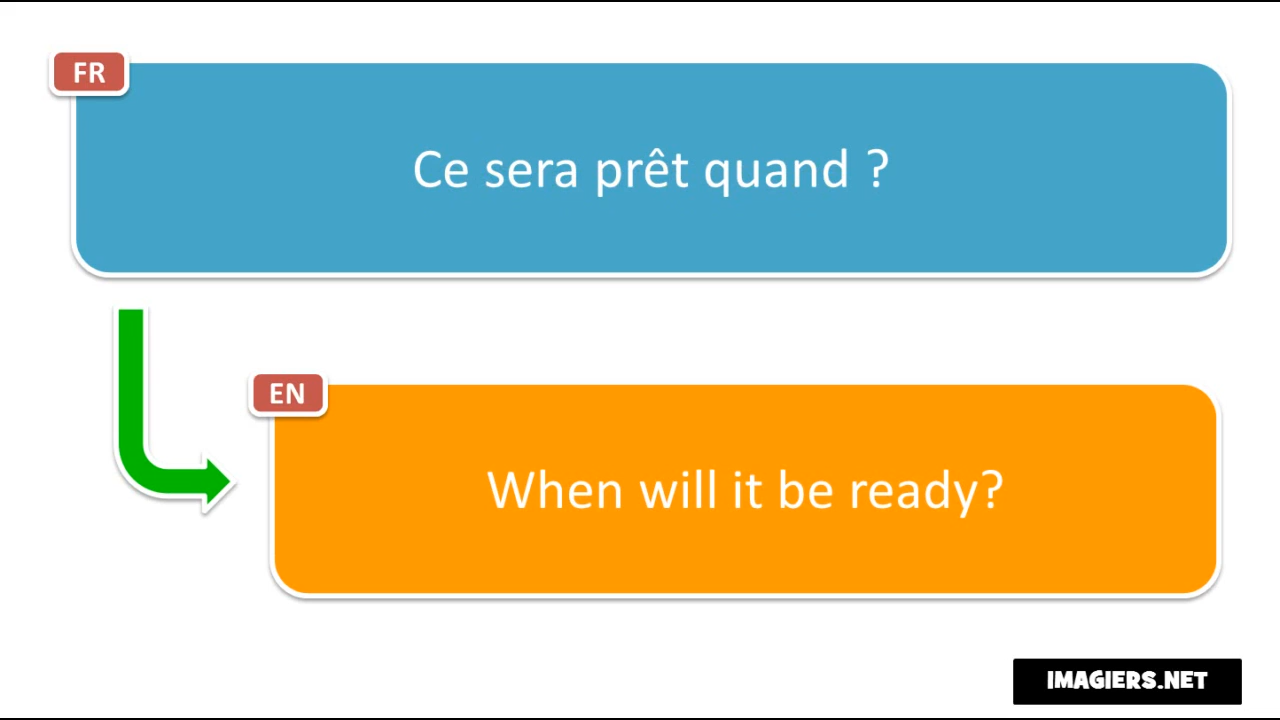 FR
Ce sera prêt quand ?
EN
When will it be ready?
IMAGIERS.NET